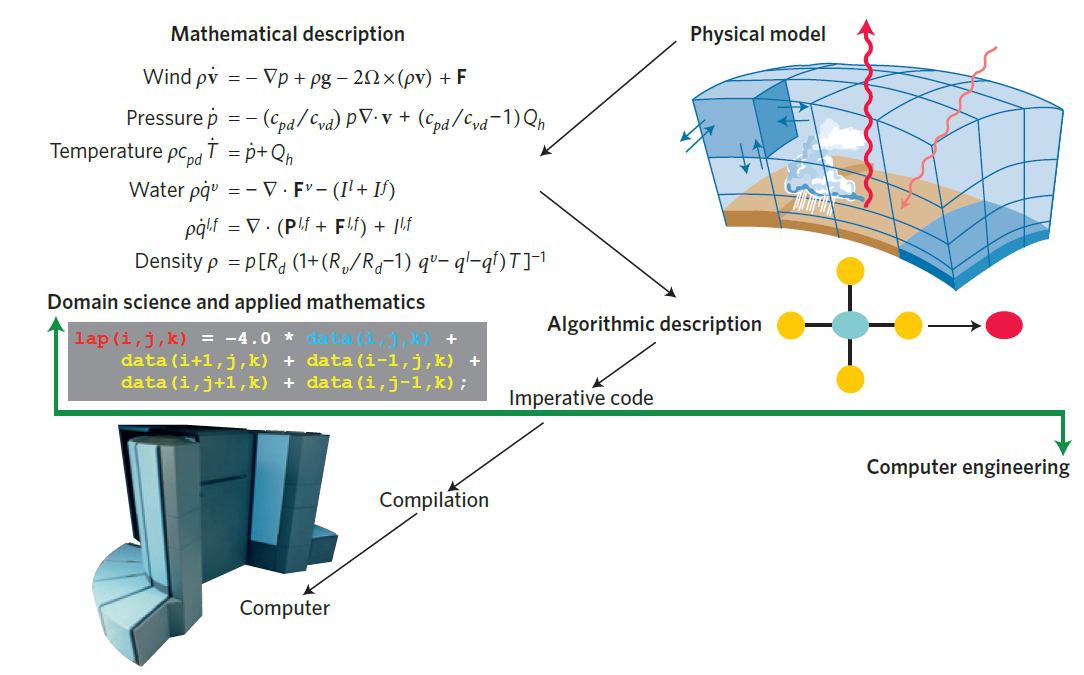 Mathematical description
Physical model
Wind ρv̇ = − ∇p + ρg − 2Ω×(ρv) + F
Pressure ṗ = − (c_pd/c_vd) p∇·v + (c_pd/c_vd−1) Q_h
Temperature ρc_pd Ṫ = ṗ+Q_h
Water ρq̇^v = − ∇ · F^v − (I^l + I^f)
ρq̇^l,f = ∇ · (P^l,f + F^l,f) + I^l,f
Density ρ = p[R_d (1+(R_v/R_d−1) q^v− q^l−q^f)T]^−1
Domain science and applied mathematics
Algorithmic description
lap(i,j,k) = −4.0 * data(i,j,k) +
data(i+1,j,k) + data(i−1,j,k) +
data(i,j+1,k) + data(i,j−1,k);
Imperative code
Computer engineering
Compilation
Computer